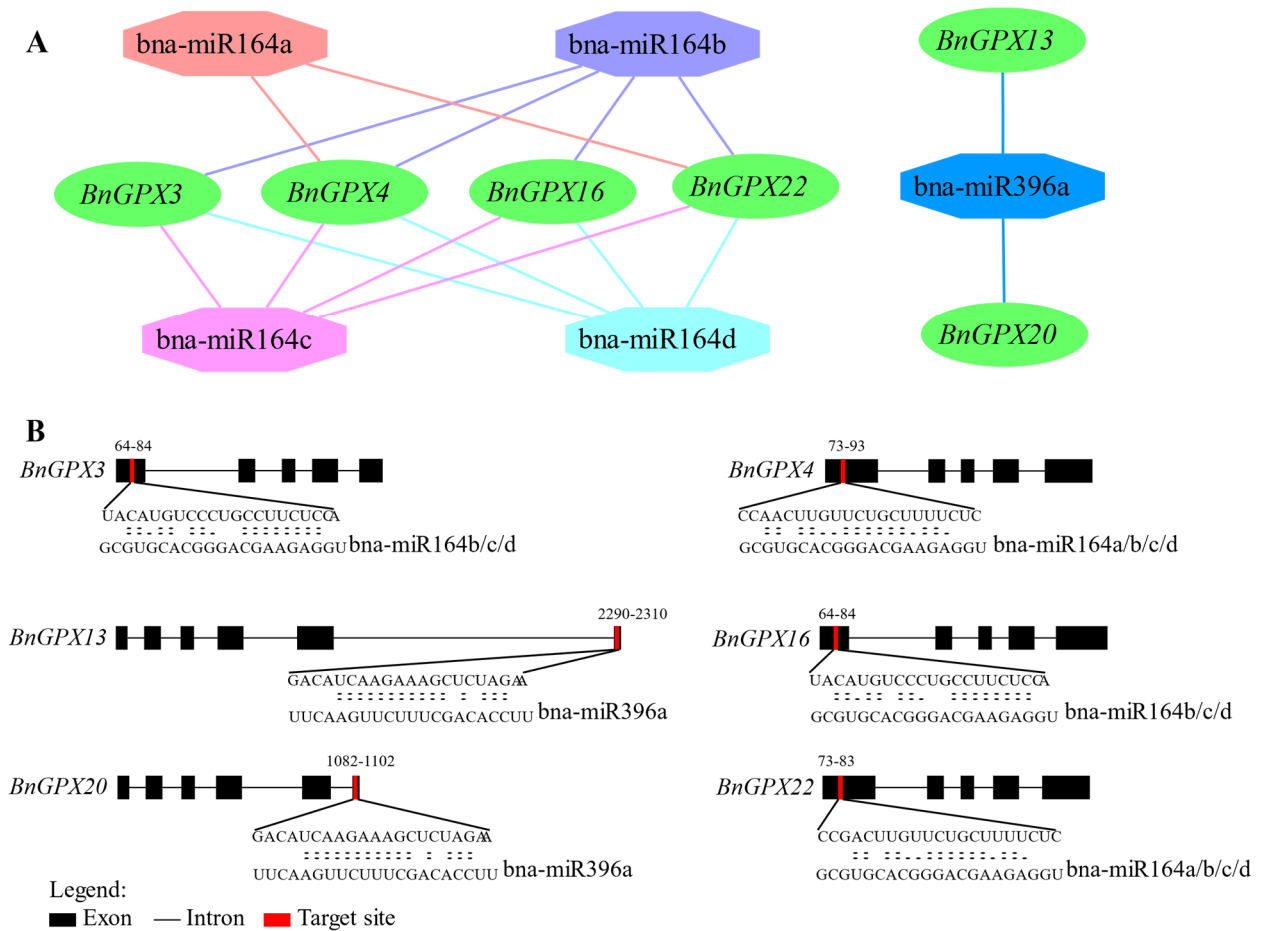 A
bna-miR164a
bna-miR164b
BnGPX13
BnGPX3
BnGPX4
BnGPX16
BnGPX22
bna-miR396a
bna-miR164c
bna-miR164d
BnGPX20
B
64-84
BnGPX3
UACAUGUCCCUGCCUUCUCCA
GCGUGCACGGGACGAAGAGGU bna-miR164b/c/d
73-93
BnGPX4
CCAACUUGUUCUGCUUUUCUC
GCGUGCACGGGACGAAGAGGU bna-miR164a/b/c/d
2290-2310
BnGPX13
GACAUCAAGAAAGCUCUAGAA
UUCAAGUUCUUUCGACACCUU bna-miR396a
64-84
BnGPX16
UACAUGUCCCUGCCUUCUCCA
GCGUGCACGGGACGAAGAGGU bna-miR164b/c/d
1082-1102
BnGPX20
GACAUCAAGAAAGCUCUAGAA
UUCAAGUUCUUUCGACACCUU bna-miR396a
73-83
BnGPX22
CCGACUUGUUCUGCUUUUCUC
GCGUGCACGGGACGAAGAGGU bna-miR164a/b/c/d
Legend:
Exon Intron Target site